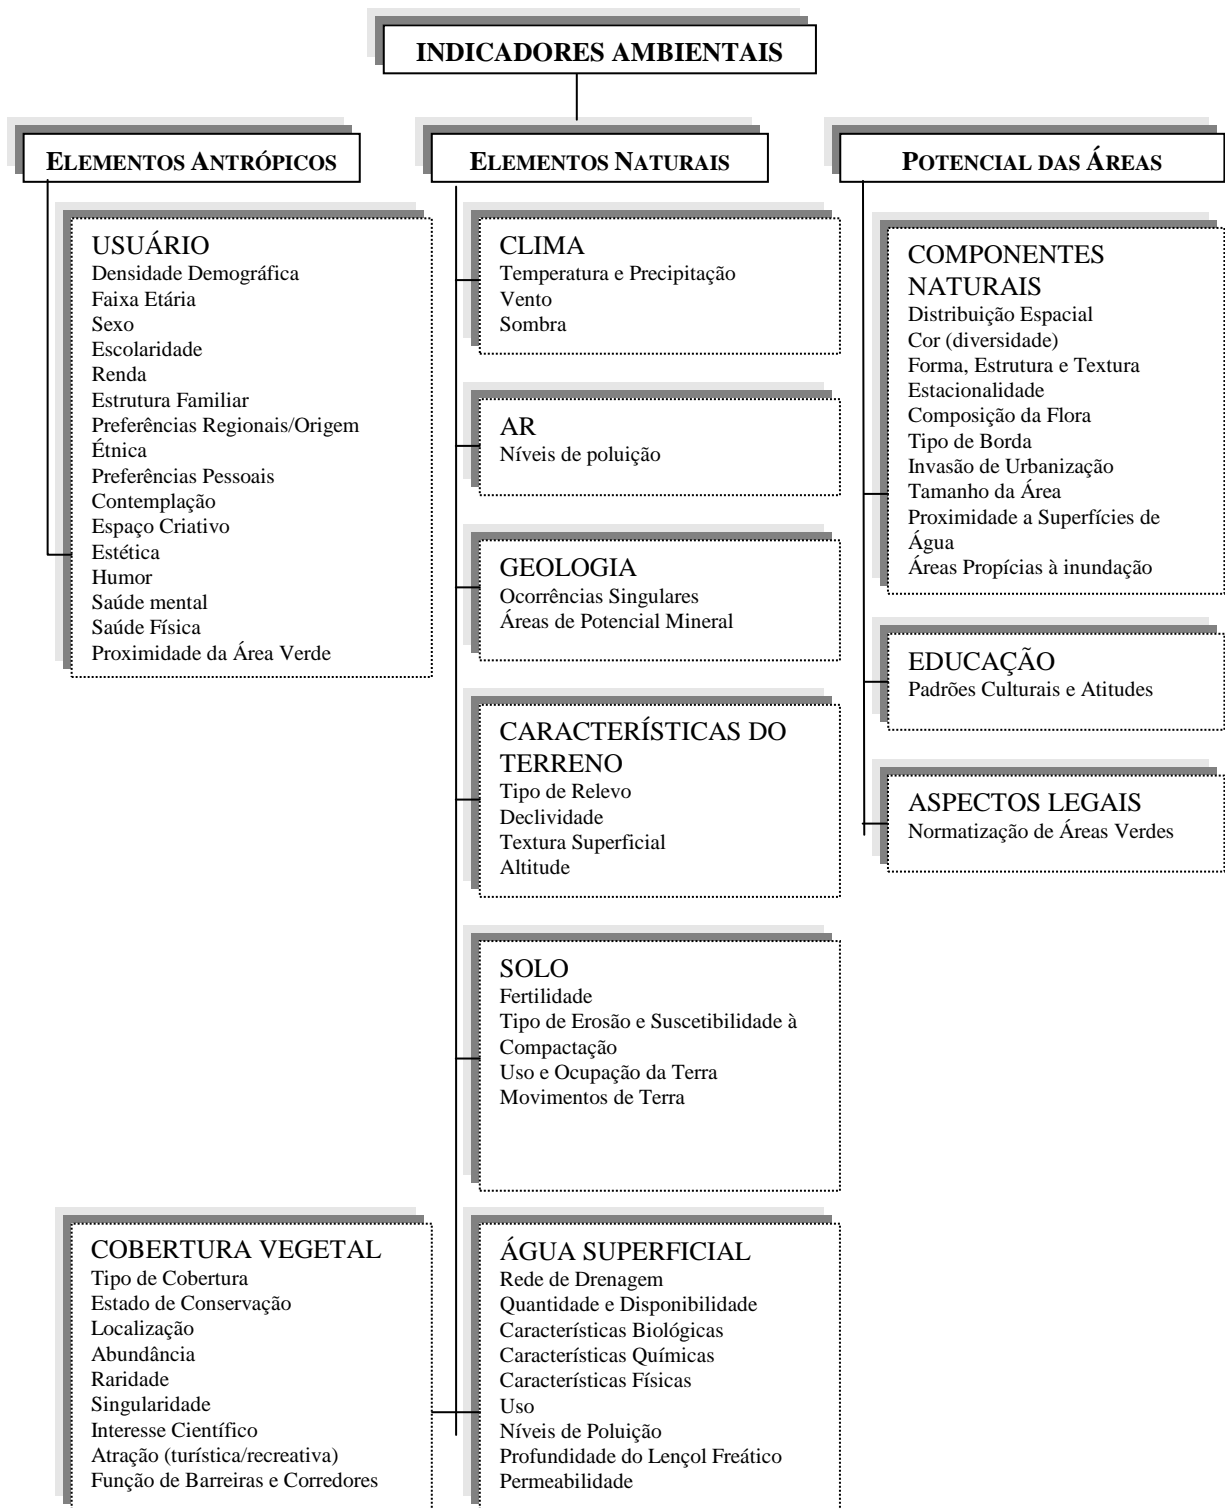 INDICADORES AMBIENTAIS
ELEMENTOS ANTRÓPICOS
USUÁRIO
Densidade Demográfica
Faixa Etária
Sexo
Escolaridade
Renda
Estrutura Familiar
Preferências Regionais/Origem
Étnica
Preferências Pessoais
Contemplação
Espaço Criativo
Estética
Humor
Saúde mental
Saúde Física
Proximidade da Área Verde
ELEMENTOS NATURAIS
CLIMA
Temperatura e Precipitação
Vento
Sombra
AR
Níveis de poluição
GEOLOGIA
Ocorrências Singulares
Áreas de Potencial Mineral
CARACTERÍSTICAS DO
TERRENO
Tipo de Relevo
Declividade
Textura Superficial
Altitude
SOLO
Fertilidade
Tipo de Erosão e Suscetibilidade à
Compactação
Uso e Ocupação da Terra
Movimentos de Terra
COBERTURA VEGETAL
Tipo de Cobertura
Estado de Conservação
Localização
Abundância
Raridade
Singularidade
Interesse Científico
Atração (turística/recreativa)
Função de Barreiras e Corredores
ÁGUA SUPERFICIAL
Rede de Drenagem
Quantidade e Disponibilidade
Características Biológicas
Características Químicas
Características Físicas
Uso
Níveis de Poluição
Profundidade do Lençol Freático
Permeabilidade
POTENCIAL DAS ÁREAS
COMPONENTES
NATURAIS
Distribuição Espacial
Cor (diversidade)
Forma, Estrutura e Textura
Estacionalidade
Composição da Flora
Tipo de Borda
Invasão de Urbanização
Tamanho da Área
Proximidade a Superfícies de
Água
Áreas Propícias à inundação
EDUCAÇÃO
Padrões Culturais e Atitudes
ASPECTOS LEGAIS
Normatização de Áreas Verdes